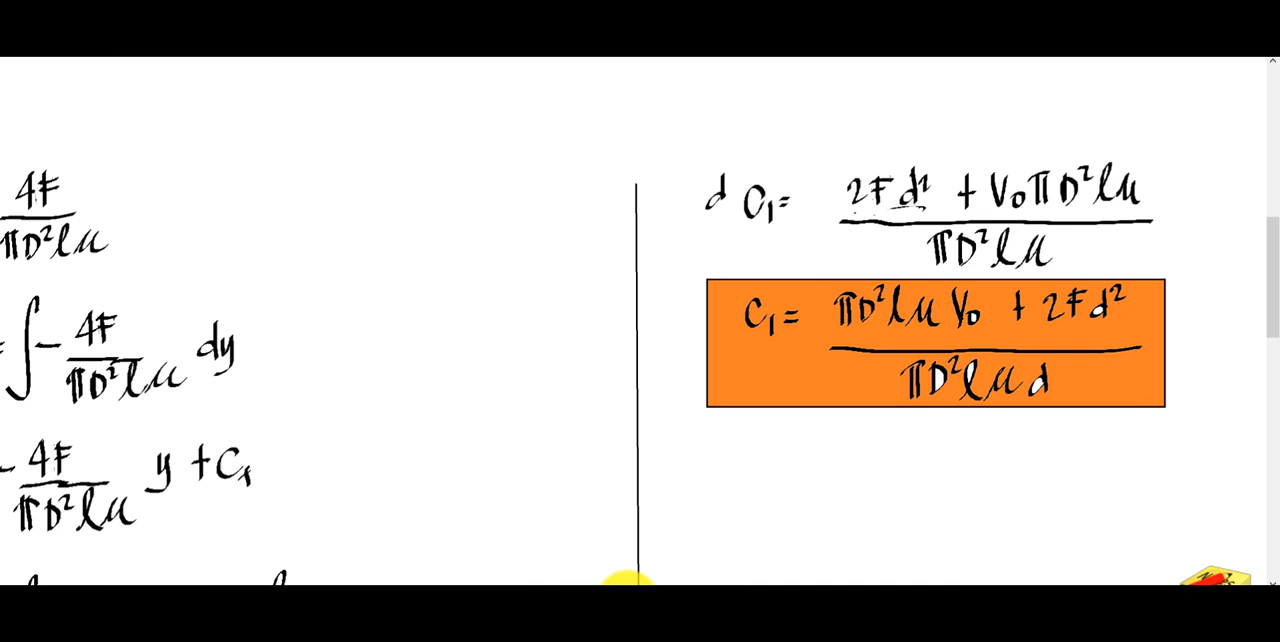 4F / πD²lμ
= ∫ - 4F / πD²lμ dy
- 4F / πD²lμ y + C₁
d C₁ = 2Fd² + V₀πD²lμ / πD²lμ
C₁ = πD²lμV₀ + 2Fd² / πD²lμd